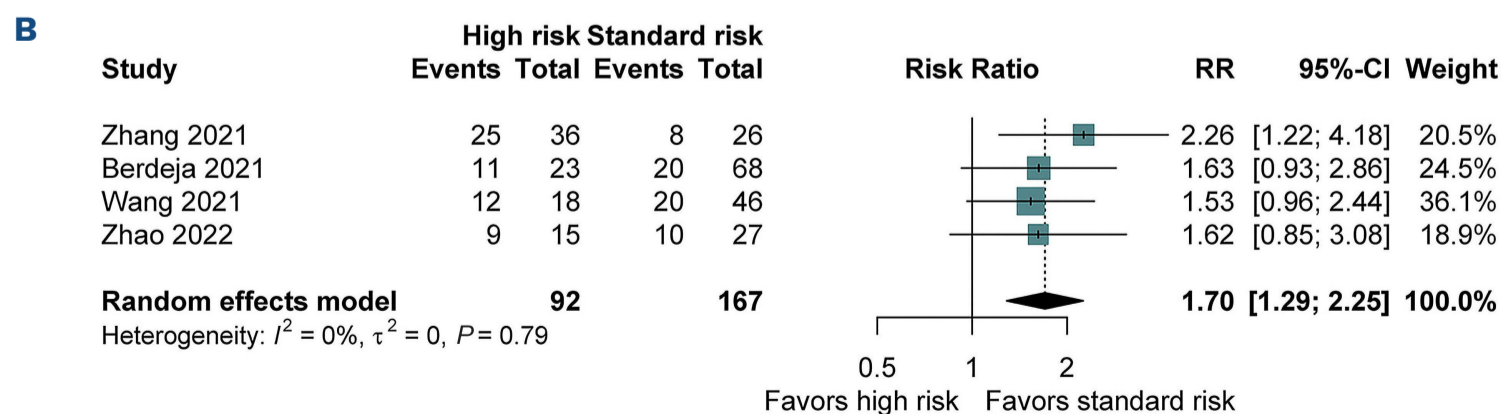 B
High risk Standard risk
Study Events Total Events Total Risk Ratio RR 95%-CI Weight
Zhang 2021 25 36 8 26 2.26 [1.22; 4.18] 20.5%
Berdeja 2021 11 23 20 68 1.63 [0.93; 2.86] 24.5%
Wang 2021 12 18 20 46 1.53 [0.96; 2.44] 36.1%
Zhao 2022 9 15 10 27 1.62 [0.85; 3.08] 18.9%
Random effects model 92 167 1.70 [1.29; 2.25] 100.0%
Heterogeneity: I² = 0%, τ² = 0, P = 0.79
0.5 1 2
Favors high risk Favors standard risk